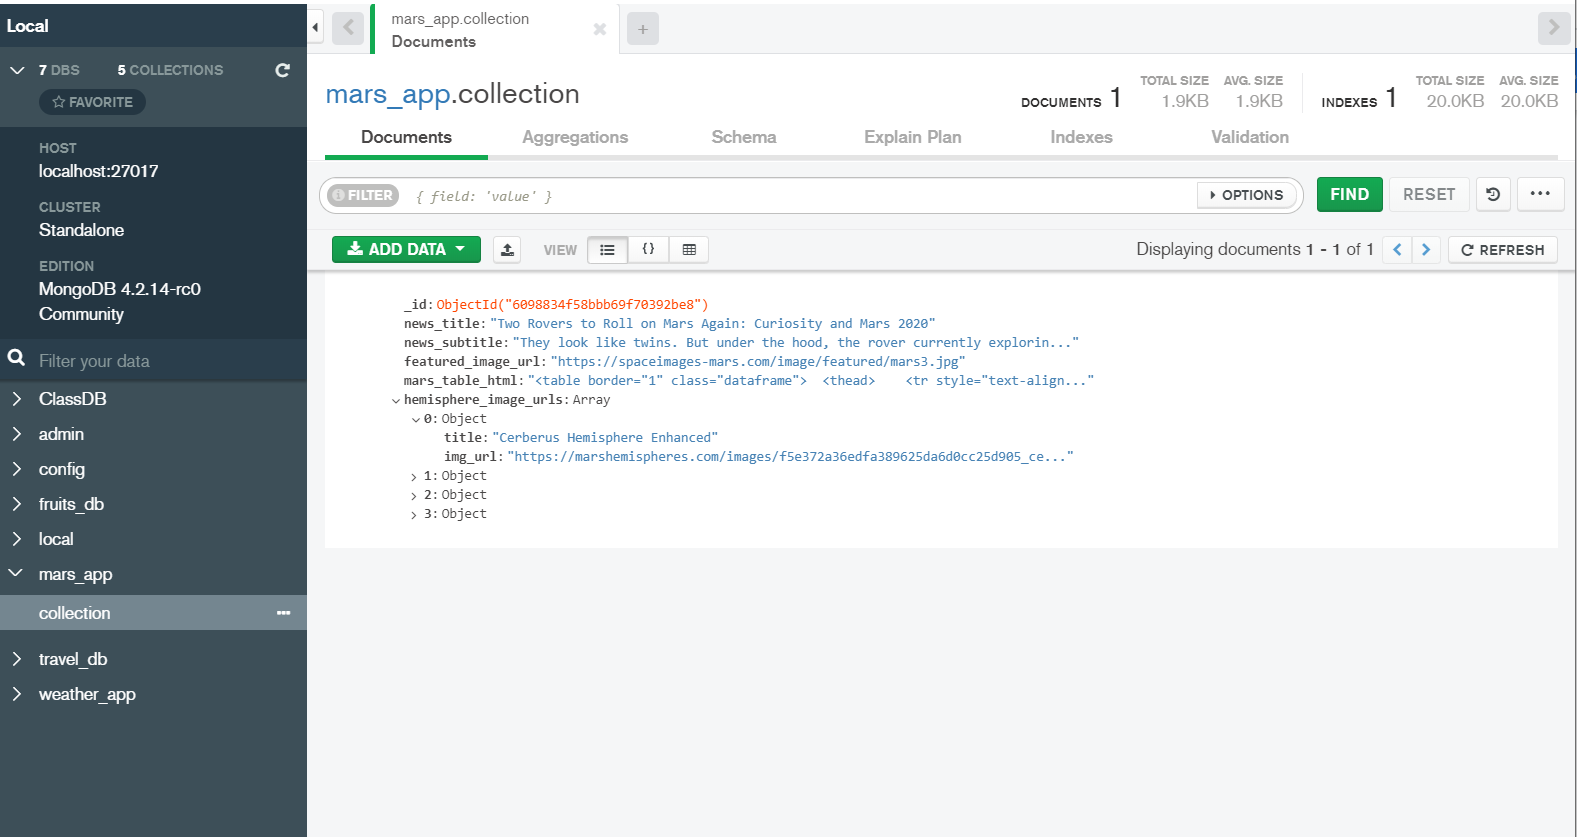 Local
7 DBS 5 COLLECTIONS
FAVORITE
HOST
localhost:27017
CLUSTER
Standalone
EDITION
MongoDB 4.2.14-rc0
Community
Filter your data
ClassDB
admin
config
fruits_db
local
mars_app
collection
travel_db
weather_app
mars_app.collection
Documents
mars_app.collection
DOCUMENTS 1 TOTAL SIZE 1.9KB AVG. SIZE 1.9KB INDEXES 1 TOTAL SIZE 20.0KB AVG. SIZE 20.0KB
Documents Aggregations Schema Explain Plan Indexes Validation
FILTER { field: 'value' } OPTIONS FIND RESET
ADD DATA VIEW {} Displaying documents 1 - 1 of 1 REFRESH
_id: ObjectId("6098834f58bbb69f70392be8")
news_title: "Two Rovers to Roll on Mars Again: Curiosity and Mars 2020"
news_subtitle: "They look like twins. But under the hood, the rover currently explorin..."
featured_image_url: "https://spaceimages-mars.com/image/featured/mars3.jpg"
mars_table_html: "<table border="1" class="dataframe"> <thead> <tr style="text-align..."
hemisphere_image_urls: Array
0: Object
title: "Cerberus Hemisphere Enhanced"
img_url: "https://marshemispheres.com/images/f5e372a36edfa389625da6d0cc25d905_ce..."
1: Object
2: Object
3: Object